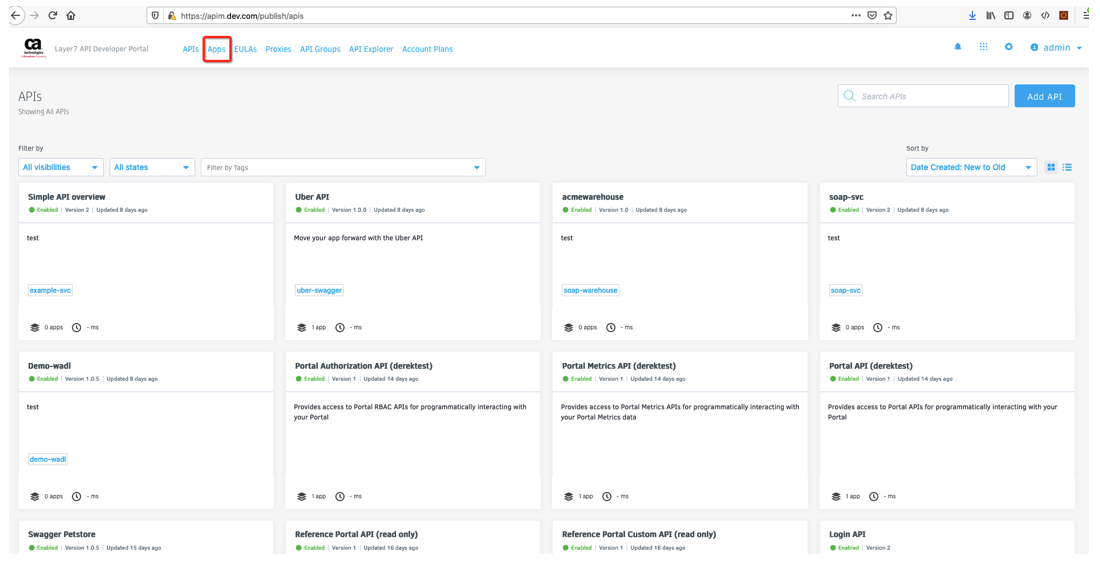 https://apim.dev.com/publish/apis
ca
technologies
Layer7 API Developer Portal
APIs Apps EULAs Proxies API Groups API Explorer Account Plans
admin
APIs
Showing All APIs
Search APIs
Add API
Filter by
Sort by
All visibilities
All states
Filter by Tags
Date Created: New to Old
Simple API overview
Enabled | Version 2 | Updated 8 days ago
test
example-svc
0 apps - ms
Uber API
Enabled | Version 1.0.0 | Updated 8 days ago
Move your app forward with the Uber API
uber-swagger
1 app - ms
acmewarehouse
Enabled | Version 1.0 | Updated 8 days ago
test
soap-warehouse
0 apps - ms
soap-svc
Enabled | Version 2 | Updated 8 days ago
test
soap-svc
0 apps - ms
Demo-wadl
Enabled | Version 1.0.5 | Updated 8 days ago
test
demo-wadl
0 apps - ms
Portal Authorization API (derektest)
Enabled | Version 1 | Updated 14 days ago
Provides access to Portal RBAC APIs for programmatically interacting with
your Portal
1 app - ms
Portal Metrics API (derektest)
Enabled | Version 1 | Updated 14 days ago
Provides access to Portal Metrics APIs for programmatically interacting with
your Portal Metrics data
1 app - ms
Portal API (derektest)
Enabled | Version 1 | Updated 14 days ago
Provides access to Portal APIs for programmatically interacting with your
Portal
1 app - ms
Swagger Petstore
Enabled | Version 1.0.5 | Updated 15 days ago
Reference Portal API (read only)
Enabled | Version 1 | Updated 16 days ago
Reference Portal Custom API (read only)
Enabled | Version 1 | Updated 16 days ago
Login API
Enabled | Version 2